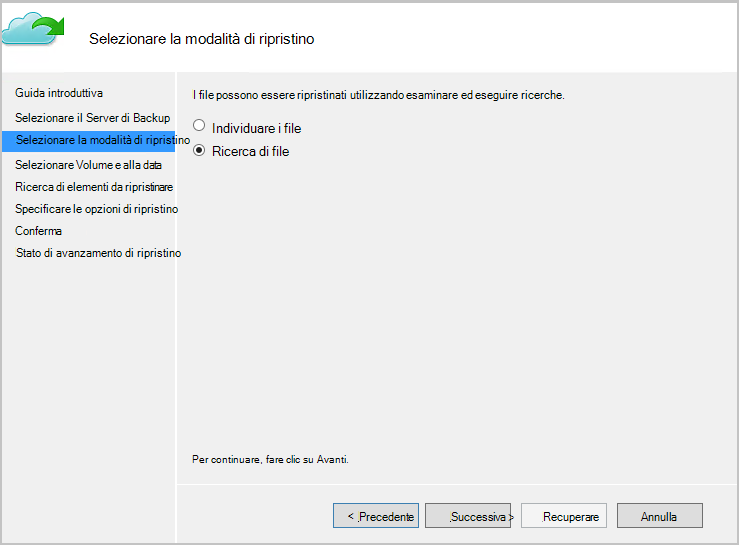 Selezionare la modalità di ripristino
Guida introduttiva
Selezionare il Server di Backup
Selezionare la modalità di ripristino
Selezionare Volume e alla data
Ricerca di elementi da ripristinare
Specificare le opzioni di ripristino
Conferma
Stato di avanzamento di ripristino
I file possono essere ripristinati utilizzando esaminare ed eseguire ricerche.
Individuare i file
Ricerca di file
Per continuare, fare clic su Avanti.
< Precedente
Successiva >
Recuperare
Annulla